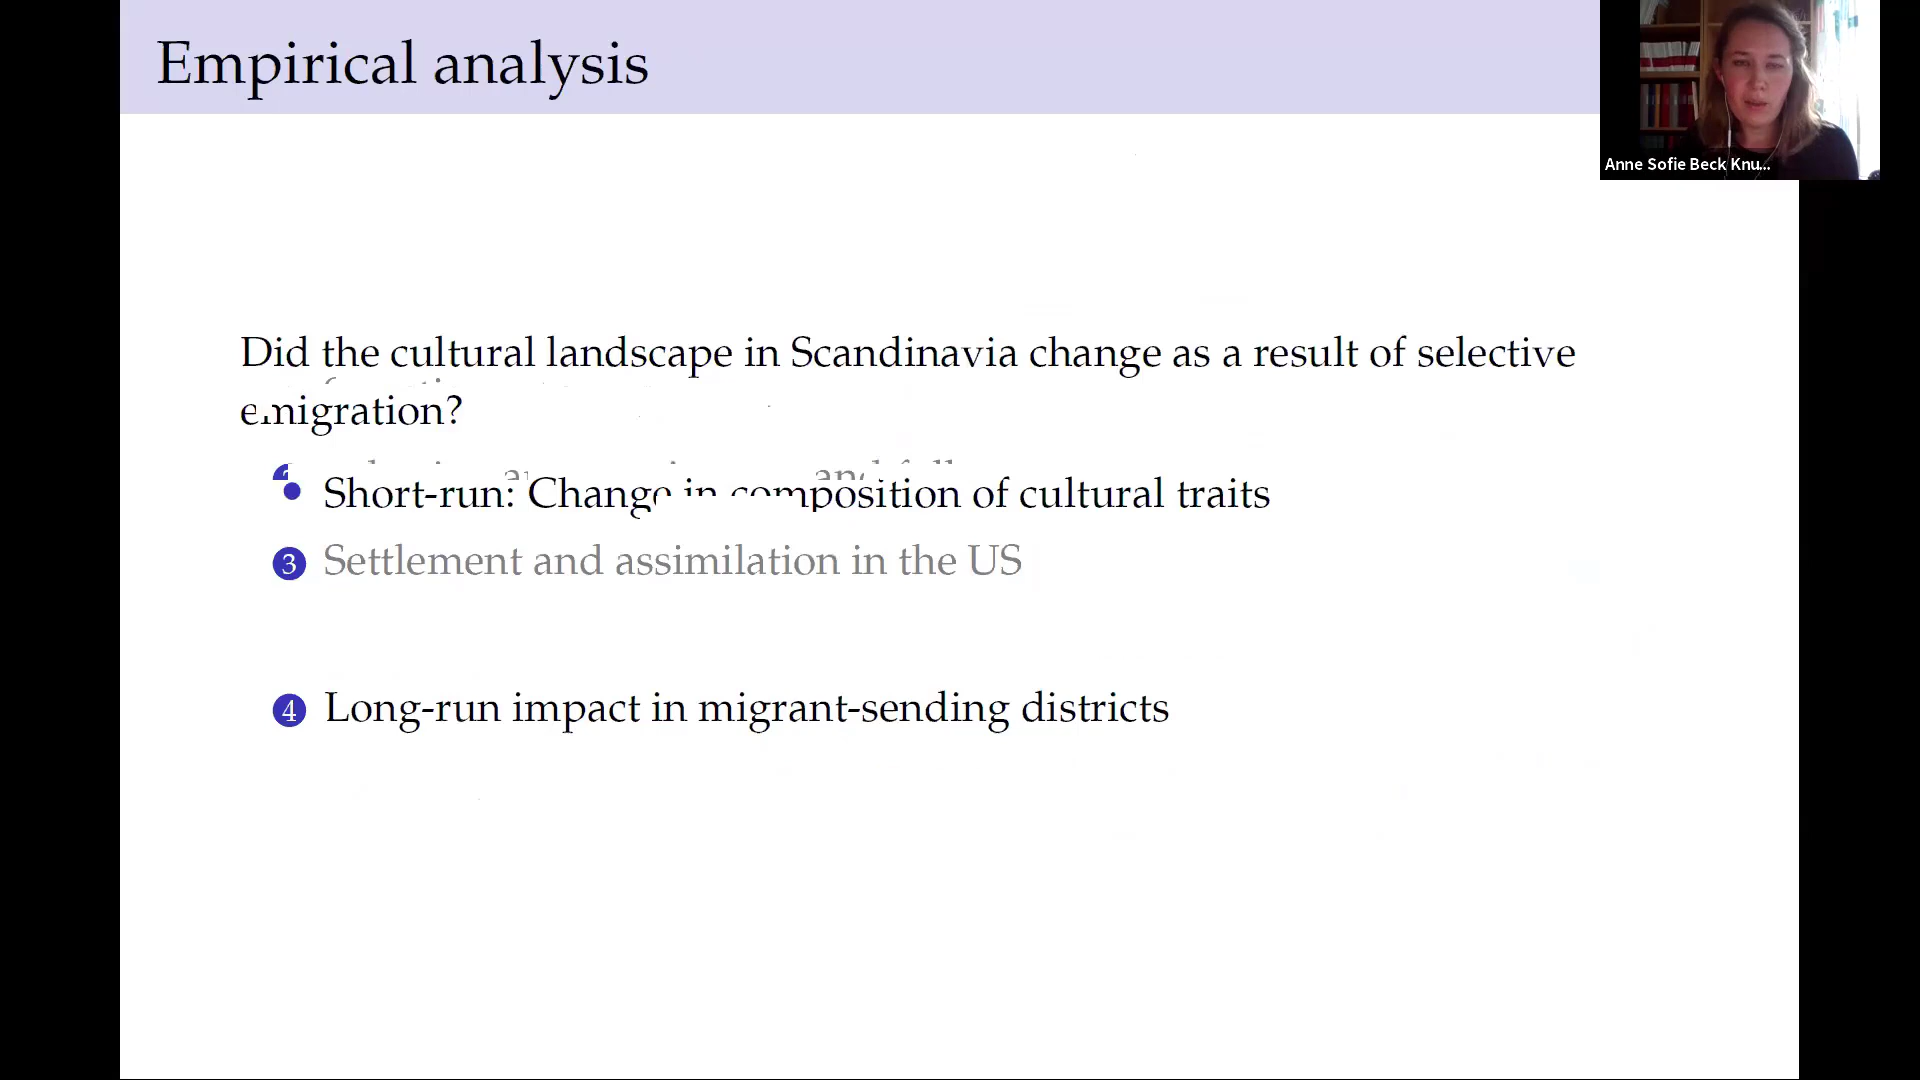 Empirical analysis
Anne Sofie Beck Knu...
Did the cultural landscape in Scandinavia change as a result of selective
emigration?
• Short-run: Change in composition of cultural traits
3 Settlement and assimilation in the US
4 Long-run impact in migrant-sending districts